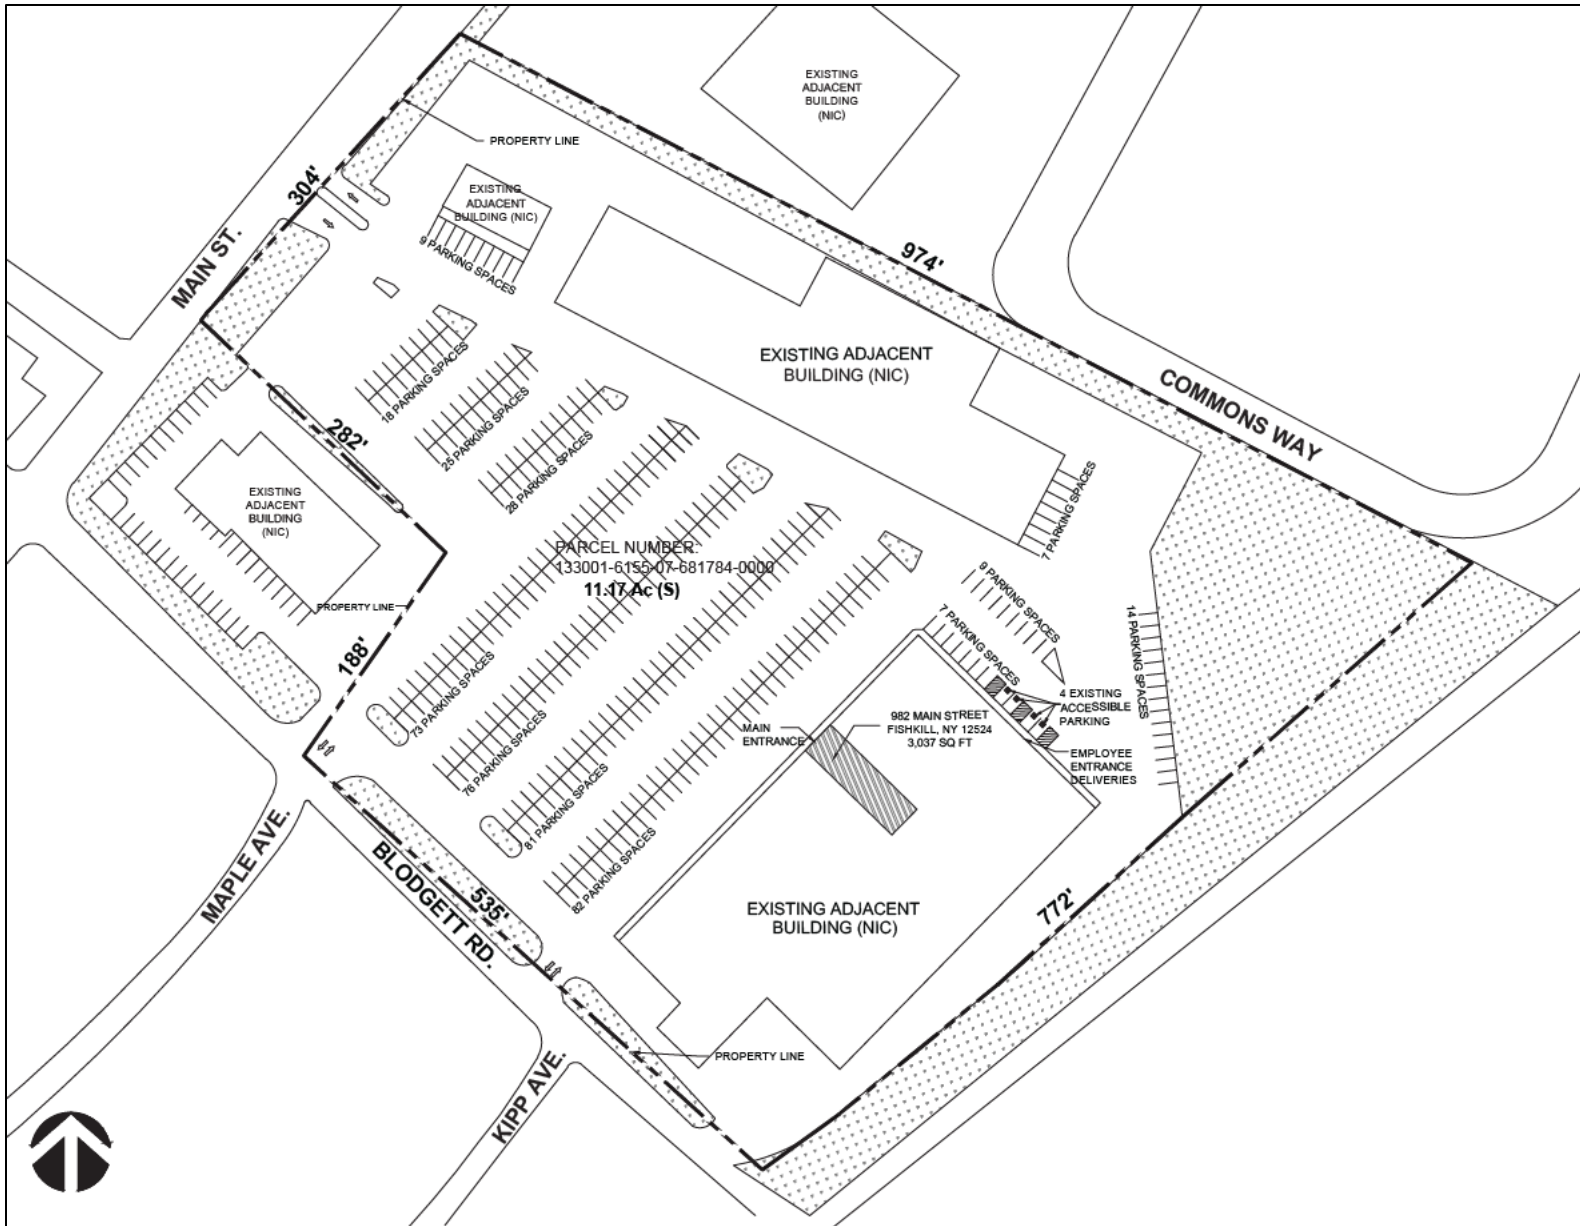 EXISTING
ADJACENT
BUILDING
(NIC)
PROPERTY LINE
304'
EXISTING
ADJACENT
BUILDING (NIC)
9 PARKING SPACES
MAIN ST.
974'
EXISTING ADJACENT
BUILDING (NIC)
COMMONS WAY
18 PARKING SPACES
25 PARKING SPACES
28 PARKING SPACES
282'
EXISTING
ADJACENT
BUILDING
(NIC)
7 PARKING SPACES
PARCEL NUMBER:
133001-6155-07-681784-0000
11.17 Ac (S)
PROPERTY LINE
188'
9 PARKING SPACES
7 PARKING SPACES
14 PARKING SPACES
73 PARKING SPACES
76 PARKING SPACES
81 PARKING SPACES
82 PARKING SPACES
4 EXISTING
ACCESSIBLE
PARKING
MAIN
ENTRANCE
982 MAIN STREET
FISHKILL, NY 12524
3,037 SQ FT
EMPLOYEE
ENTRANCE
DELIVERIES
MAPLE AVE.
BLODGETT RD.
535'
EXISTING ADJACENT
BUILDING (NIC)
772'
PROPERTY LINE
KIPP AVE.